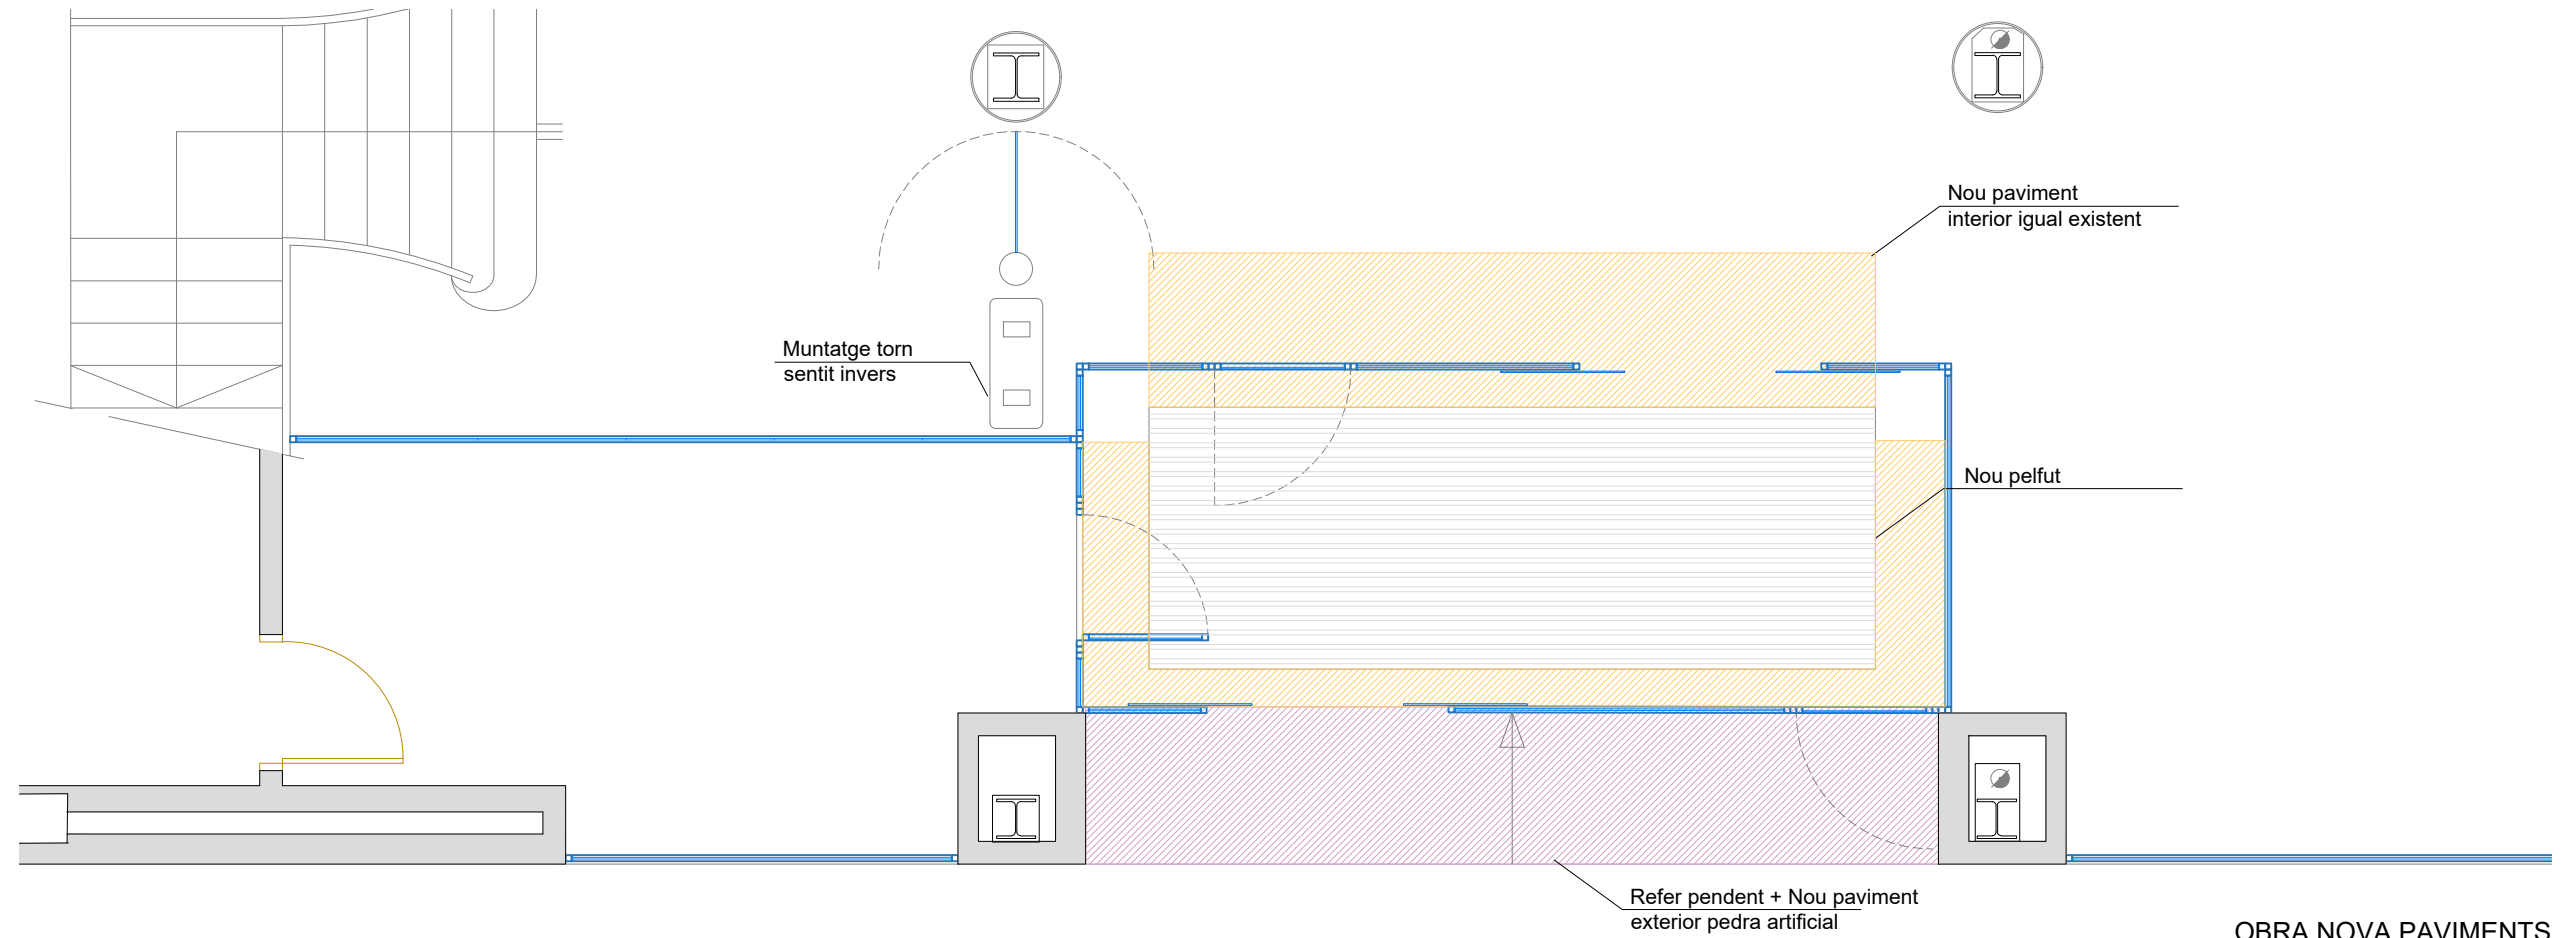 Nou paviment
interior igual existent
Muntatge torn
sentit invers
Nou pelfut
Refer pendent + Nou paviment
exterior pedra artificial
OBRA NOVA PAVIMENTS